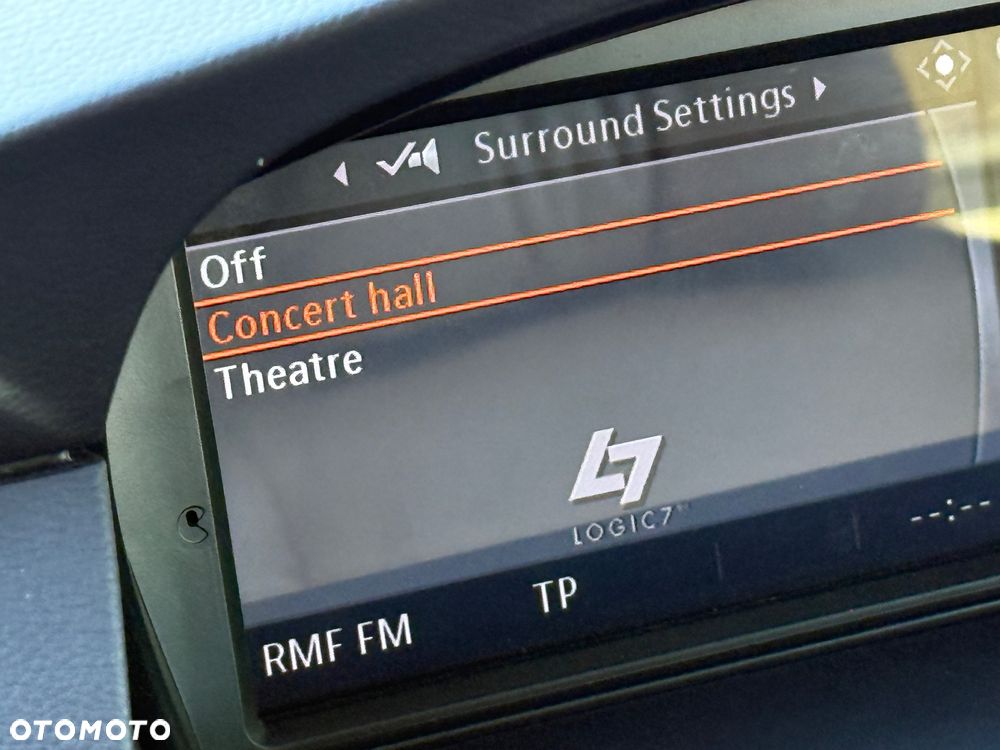 Surround Settings
Off
Concert hall
Theatre
LOGIC7
--:--
TP
RMF FM
OTOMOTO